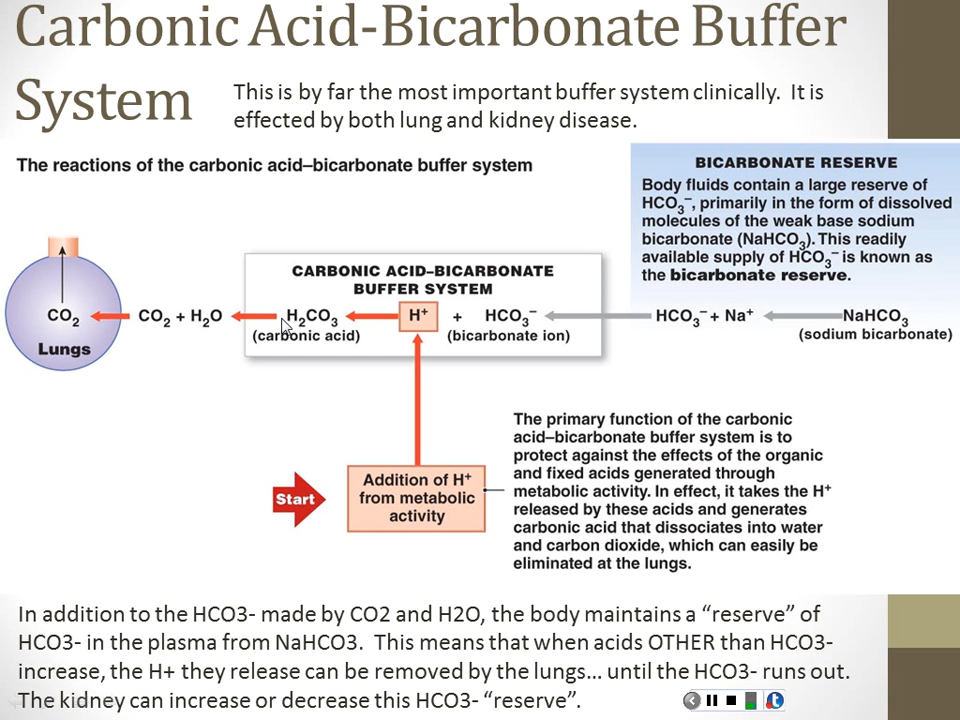 Carbonic Acid-Bicarbonate Buffer
System
This is by far the most important buffer system clinically. It is
effected by both lung and kidney disease.
The reactions of the carbonic acid–bicarbonate buffer system
BICARBONATE RESERVE
Body fluids contain a large reserve of
HCO₃⁻, primarily in the form of dissolved
molecules of the weak base sodium
bicarbonate (NaHCO₃). This readily
available supply of HCO₃⁻ is known as
the bicarbonate reserve.
CARBONIC ACID–BICARBONATE
BUFFER SYSTEM
CO₂
Lungs
CO₂ + H₂O
H₂CO₃
(carbonic acid)
H⁺
+
HCO₃⁻
(bicarbonate ion)
HCO₃⁻ + Na⁺
NaHCO₃
(sodium bicarbonate)
Start
Addition of H⁺
from metabolic
activity
The primary function of the carbonic
acid–bicarbonate buffer system is to
protect against the effects of the organic
and fixed acids generated through
metabolic activity. In effect, it takes the H⁺
released by these acids and generates
carbonic acid that dissociates into water
and carbon dioxide, which can easily be
eliminated at the lungs.
In addition to the HCO3- made by CO2 and H2O, the body maintains a “reserve” of
HCO3- in the plasma from NaHCO3. This means that when acids OTHER than HCO3-
increase, the H+ they release can be removed by the lungs… until the HCO3- runs out.
The kidney can increase or decrease this HCO3- “reserve”.